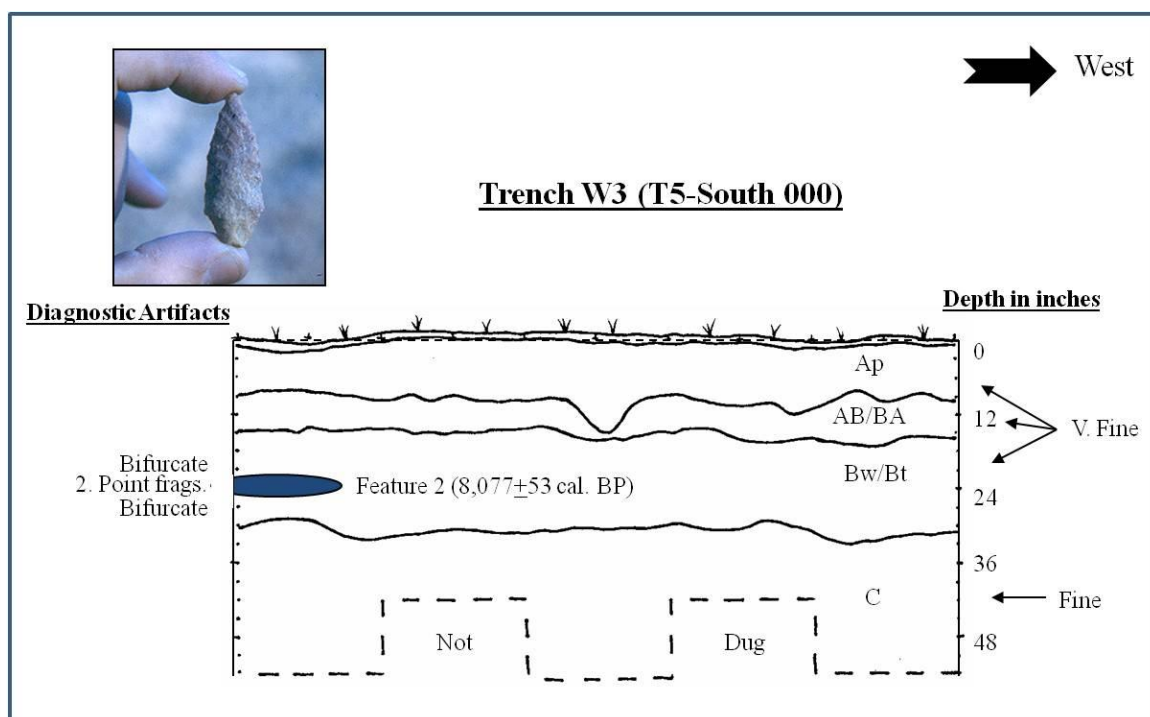 West
Trench W3 (T5-South 000)
Diagnostic Artifacts
Depth in inches
0
Ap
12
AB/BA
V. Fine
Bifurcate
2. Point frags.
Bifurcate
Feature 2 (8,077±53 cal. BP)
Bw/Bt
24
36
C
Fine
Not
Dug
48